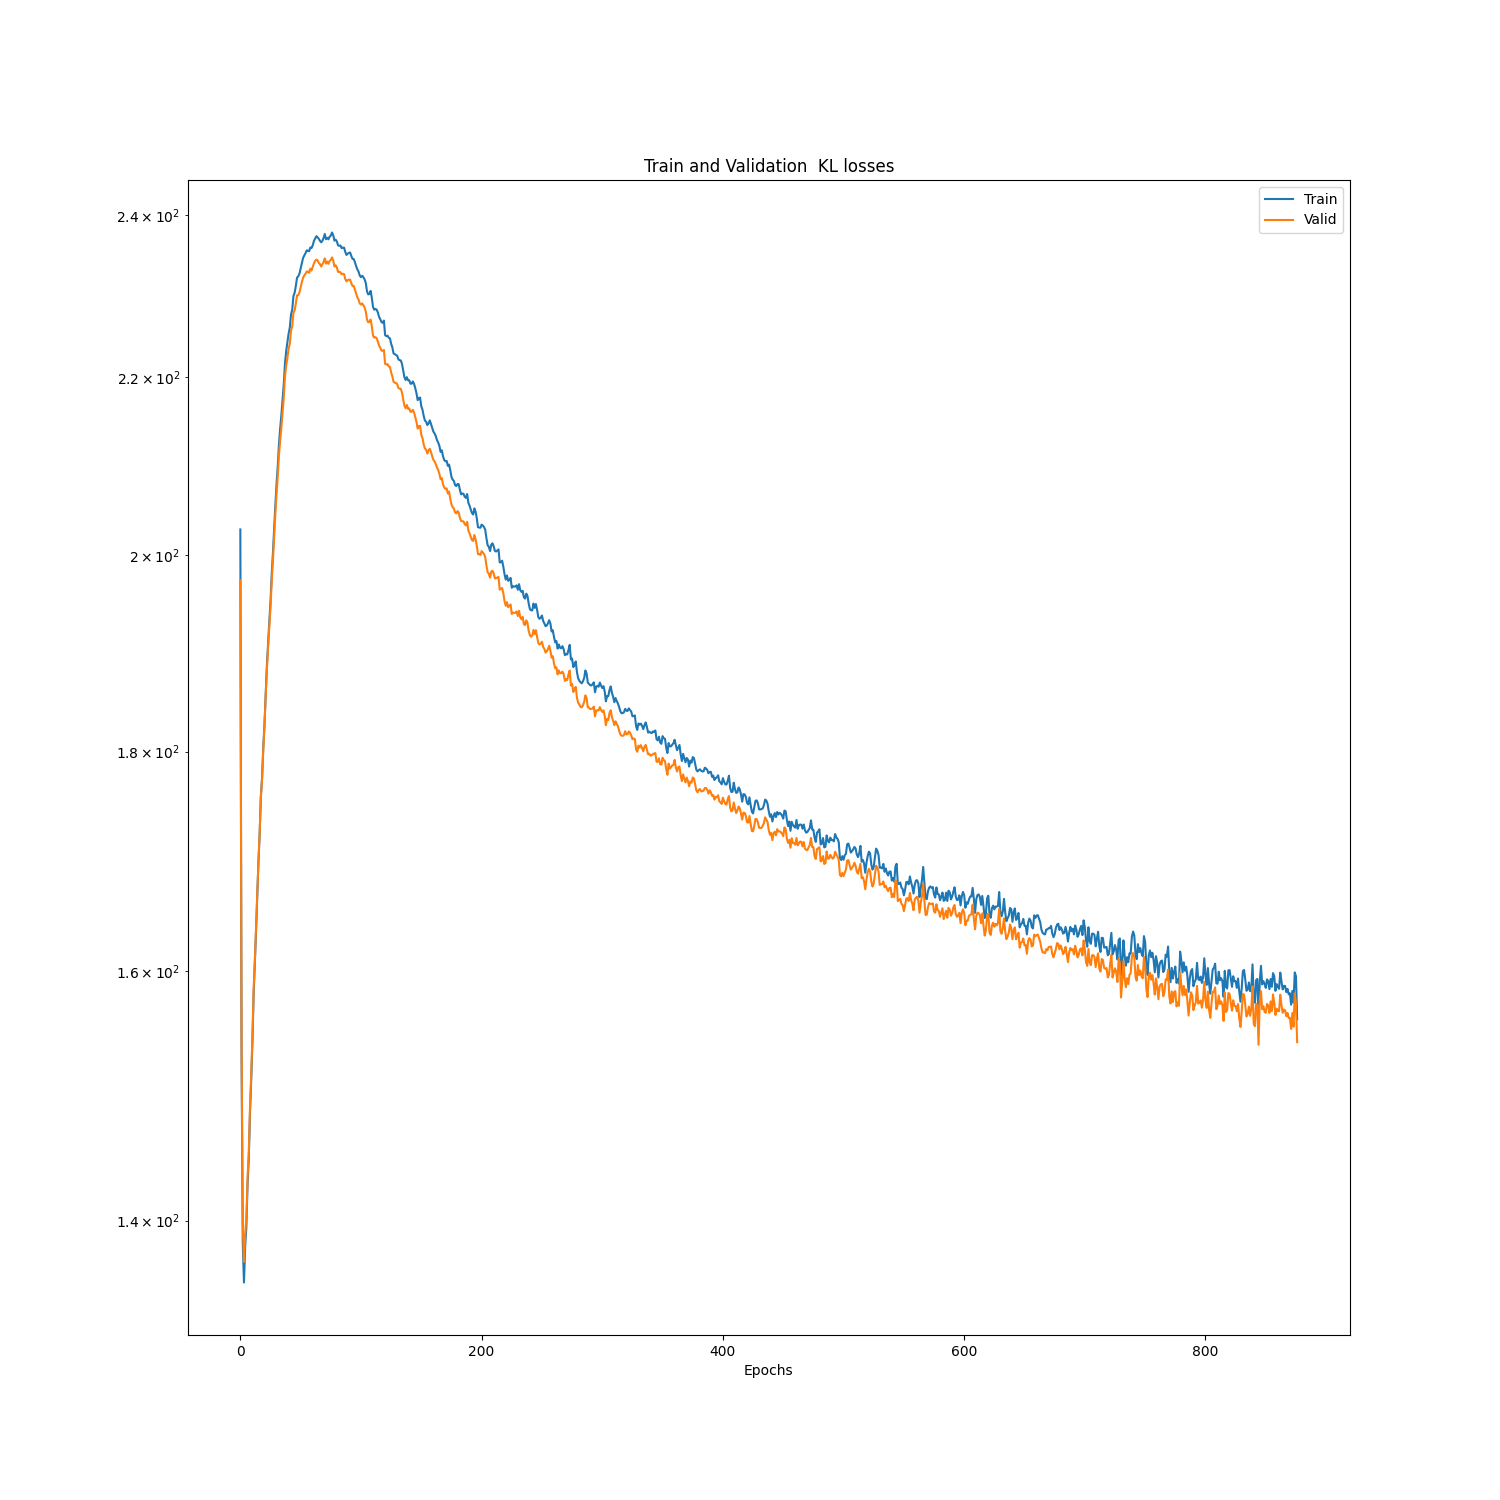 Train and Validation  KL losses
Train
Valid
2.4 × 10²
2.2 × 10²
2 × 10²
1.8 × 10²
1.6 × 10²
1.4 × 10²
0 200 400 600 800
Epochs